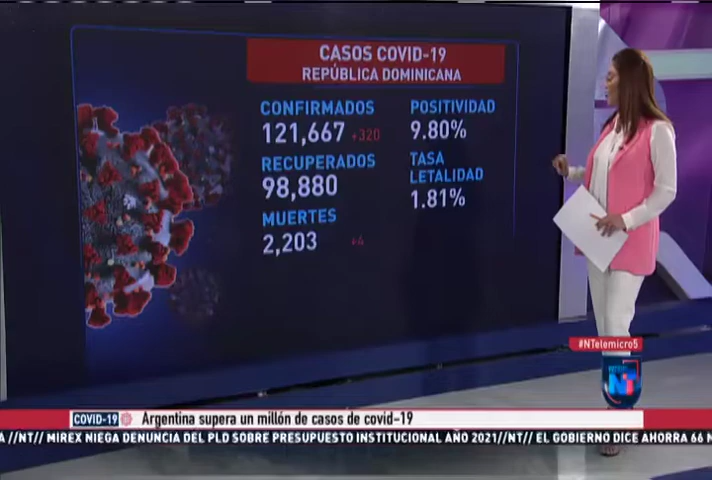 CASOS COVID-19
REPÚBLICA DOMINICANA
CONFIRMADOS
121,667 +320
RECUPERADOS
98,880
MUERTES
2,203 +4
POSITIVIDAD
9.80%
TASA
LETALIDAD
1.81%
#NTelemicro5
NT
COVID-19 Argentina supera un millón de casos de covid-19
A //NT// MIREX NIEGA DENUNCIA DEL PLD SOBRE PRESUPUESTO INSTITUCIONAL AÑO 2021//NT// EL GOBIERNO DICE AHORRA 66 M